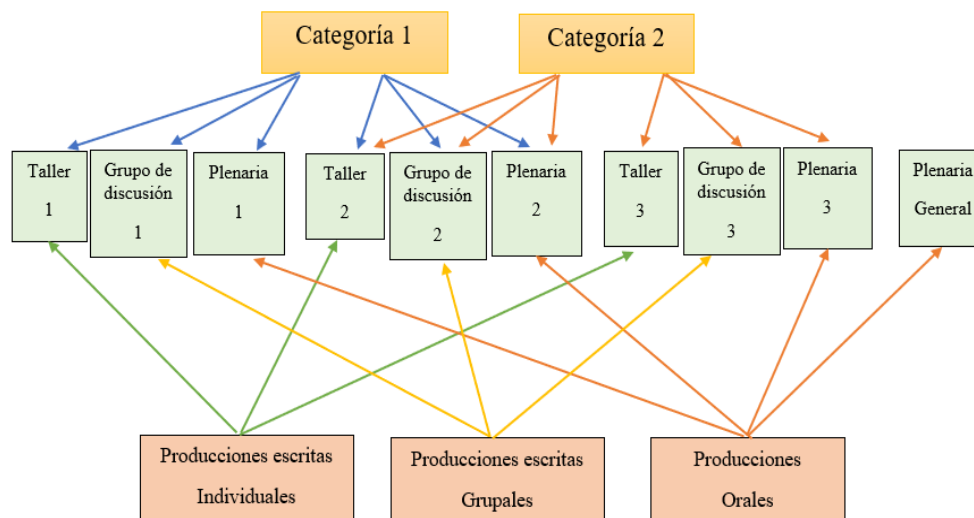 Categoría 1
Categoría 2
Taller
1
Grupo de
discusión
1
Plenaria
1
Taller
2
Grupo de
discusión
2
Plenaria
2
Taller
3
Grupo de
discusión
3
Plenaria
3
Plenaria
General
Producciones escritas
Individuales
Producciones escritas
Grupales
Producciones
Orales